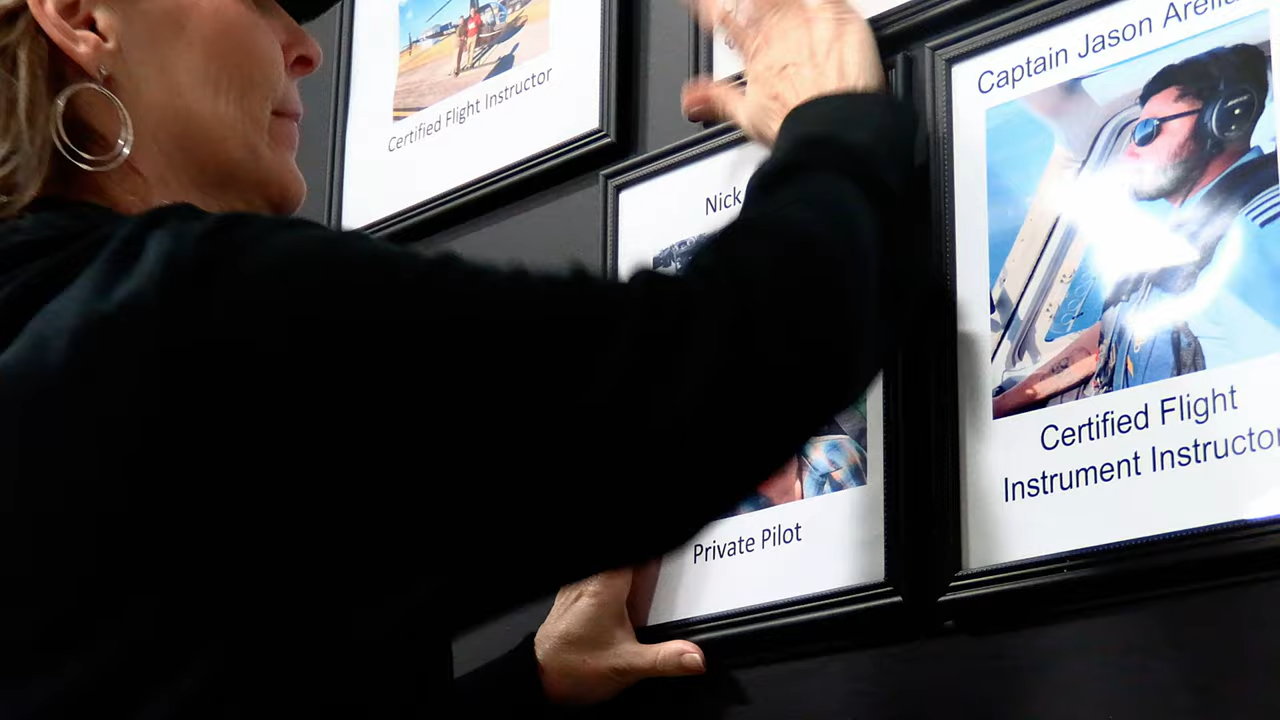 Certified Flight Instructor
Nick
Private Pilot
Captain Jason
Certified Flight
Instrument Instructor